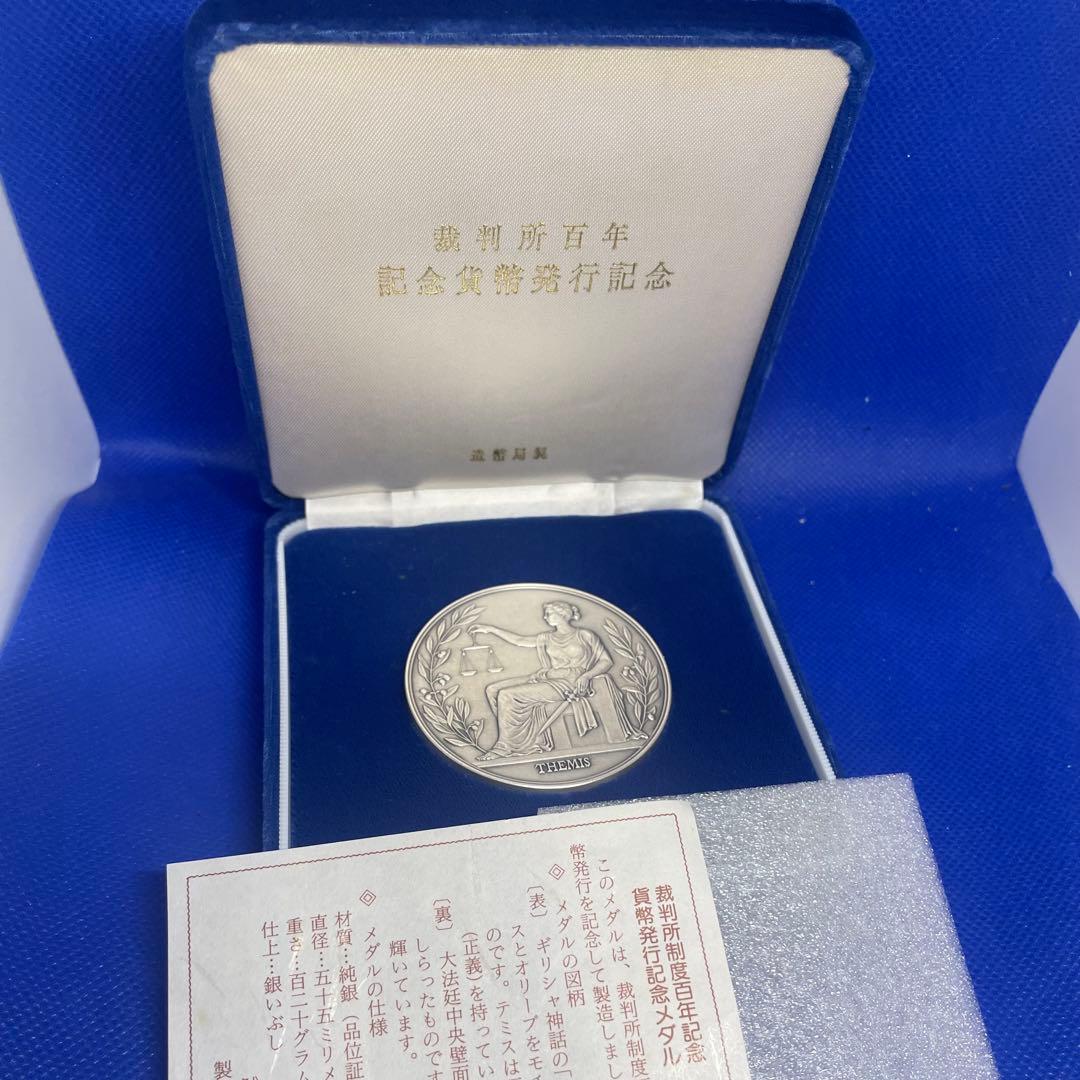 裁判所百年
記念貨幣発行記念
造幣局製
THEMIS
裁判所制度百年記念
貨幣発行記念メダル
このメダルは、裁判所制度
幣発行を記念して製造しまし
◇ メダルの図柄
〔表〕 ギリシャ神話の「
スとオリーブをモ
のです。テミスは
(正義)を持ってい
〔裏〕 大法廷中央壁面
しらったものです
輝いています。
◇ メダルの仕様
材質…純銀(品位証
直径…五十五ミリメ
重さ…百二十グラム
仕上…銀いぶし
製